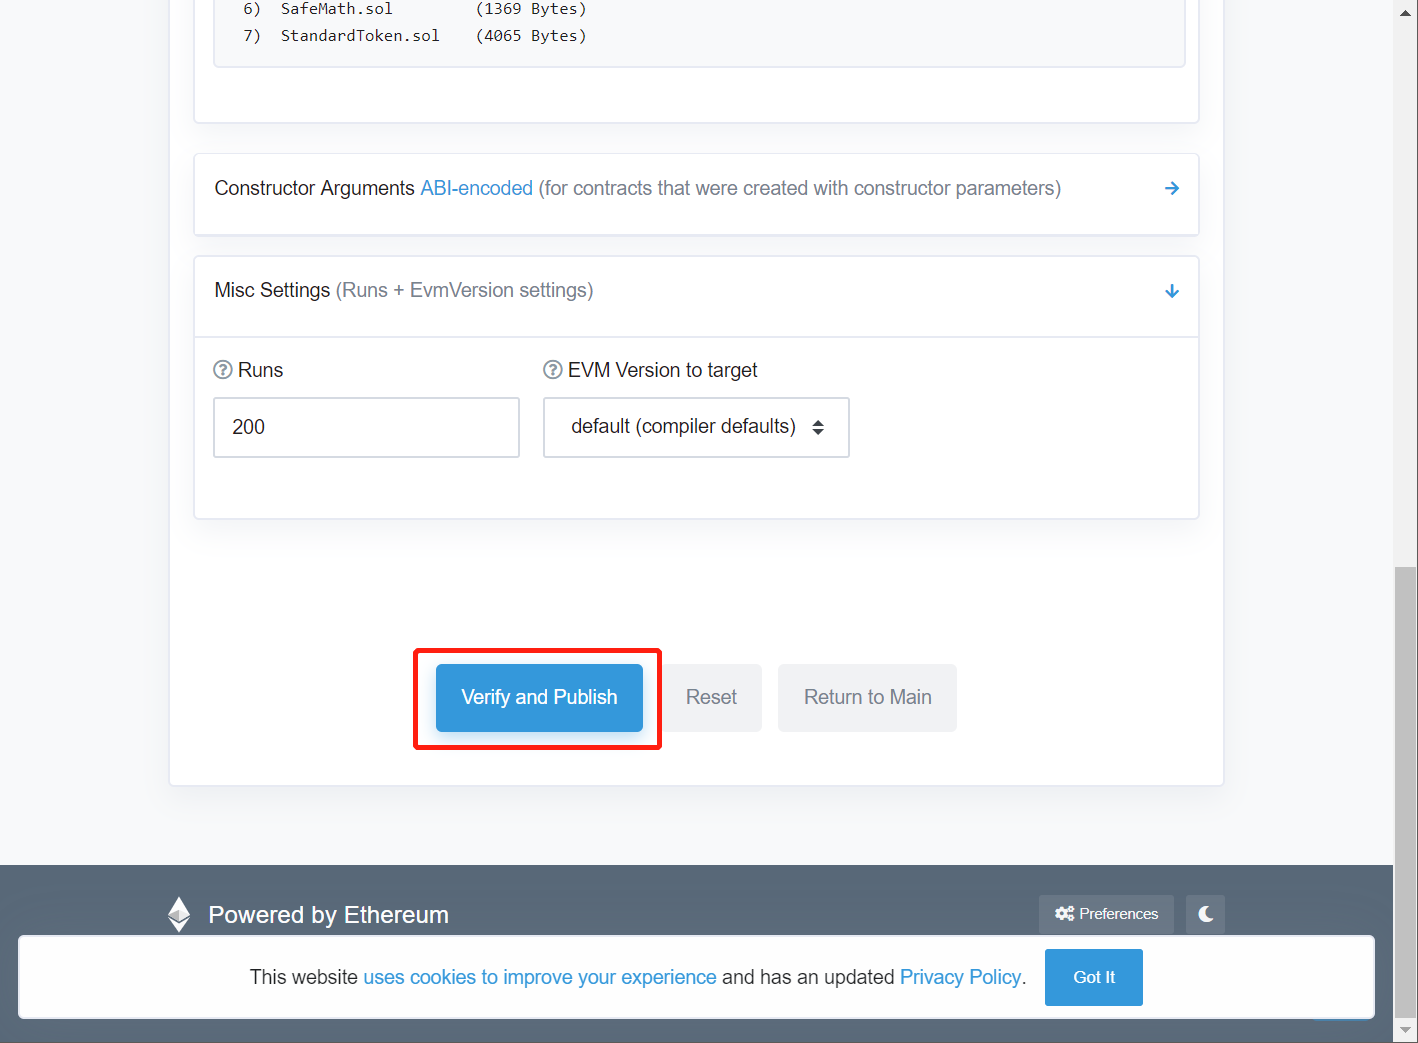 6) SafeMath.sol (1369 Bytes)
7) StandardToken.sol (4065 Bytes)
Constructor Arguments ABI-encoded (for contracts that were created with constructor parameters)
Misc Settings (Runs + EvmVersion settings)
Runs EVM Version to target
200 default (compiler defaults)
Verify and Publish Reset Return to Main
Powered by Ethereum Preferences
This website uses cookies to improve your experience and has an updated Privacy Policy. Got It